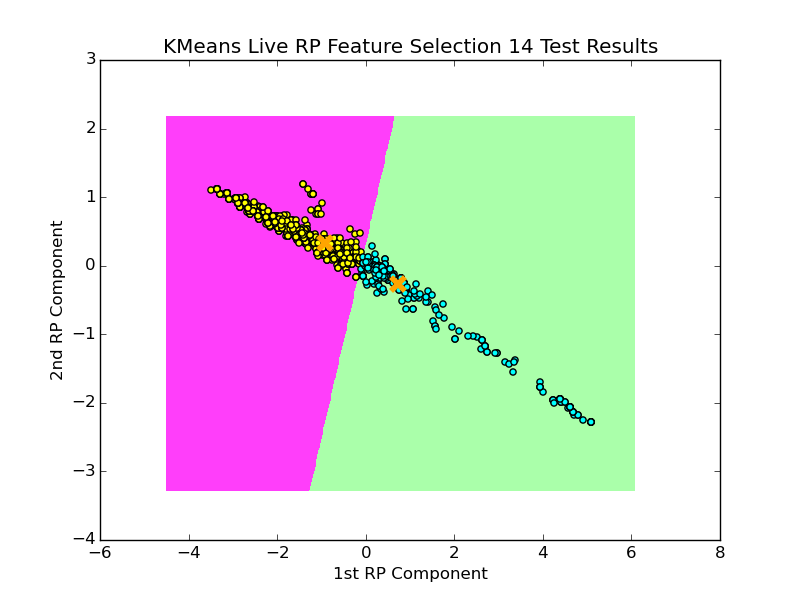 KMeans Live RP Feature Selection 14 Test Results
3
2
1
0
−1
−2
−3
−4
2nd RP Component
−6 −4 −2 0 2 4 6 8
1st RP Component